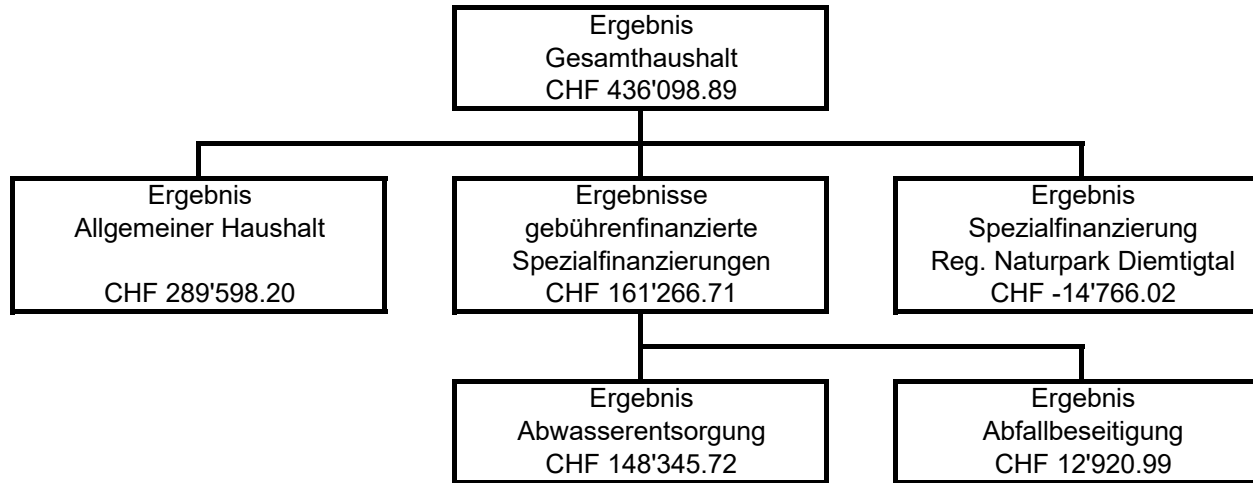 Ergebnis
Gesamthaushalt
CHF 436'098.89
Ergebnis
Allgemeiner Haushalt
CHF 289'598.20
Ergebnisse
gebührenfinanzierte
Spezialfinanzierungen
CHF 161'266.71
Ergebnis
Spezialfinanzierung
Reg. Naturpark Diemtigtal
CHF -14'766.02
Ergebnis
Abwasserentsorgung
CHF 148'345.72
Ergebnis
Abfallbeseitigung
CHF 12'920.99